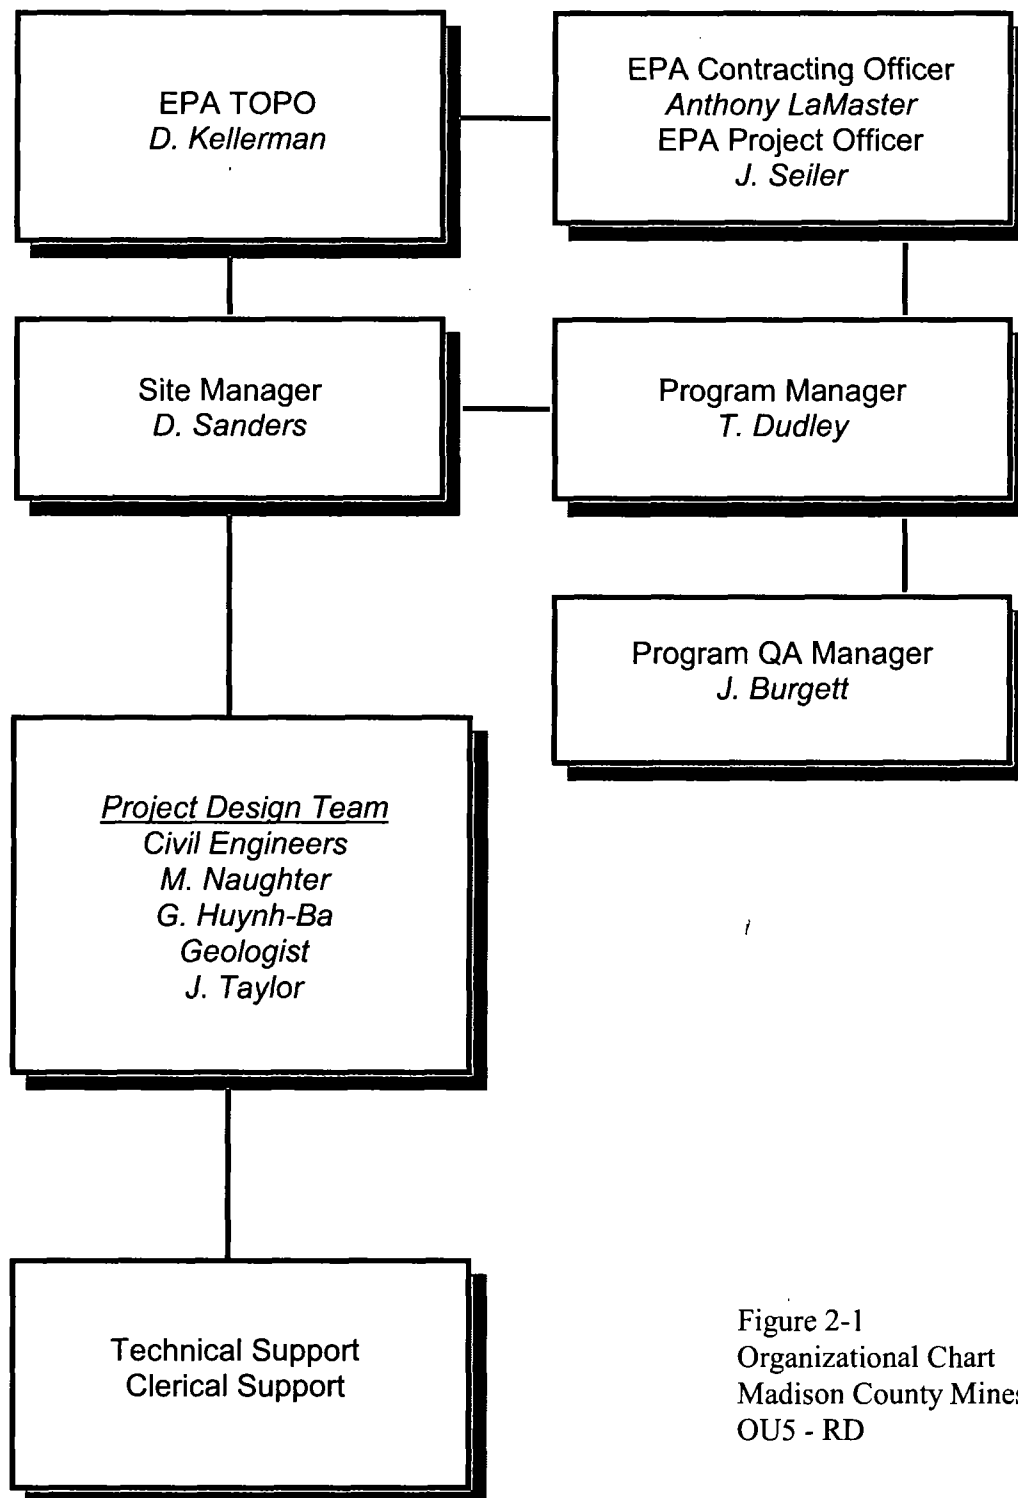 EPA TOPO
D. Kellerman
EPA Contracting Officer
Anthony LaMaster
EPA Project Officer
J. Seiler
Site Manager
D. Sanders
Program Manager
T. Dudley
Program QA Manager
J. Burgett
Project Design Team
Civil Engineers
M. Naughter
G. Huynh-Ba
Geologist
J. Taylor
Technical Support
Clerical Support
Figure 2-1
Organizational Chart
Madison County Mines
OU5 - RD